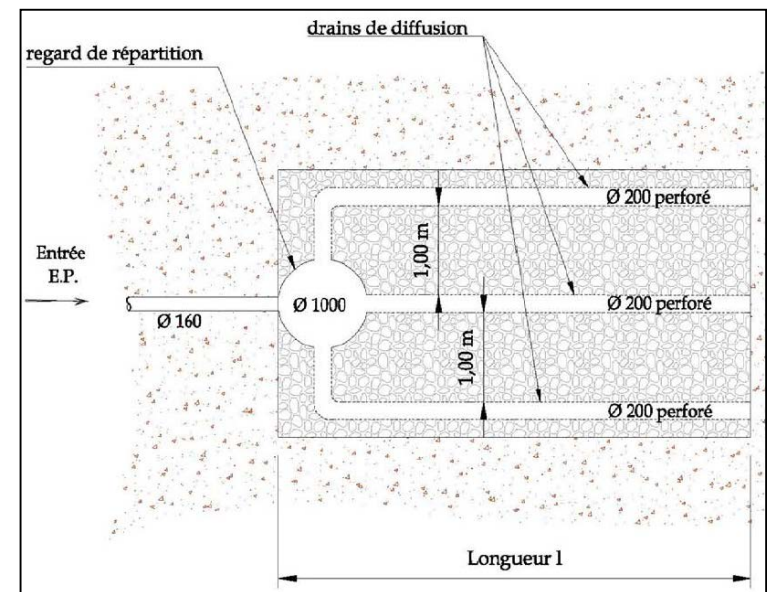 drains de diffusion
regard de répartition
Ø 200 perforé
1,00 m
Entrée
E.P.
Ø 1000
Ø 200 perforé
Ø 160
1,00 m
Ø 200 perforé
Longueur l